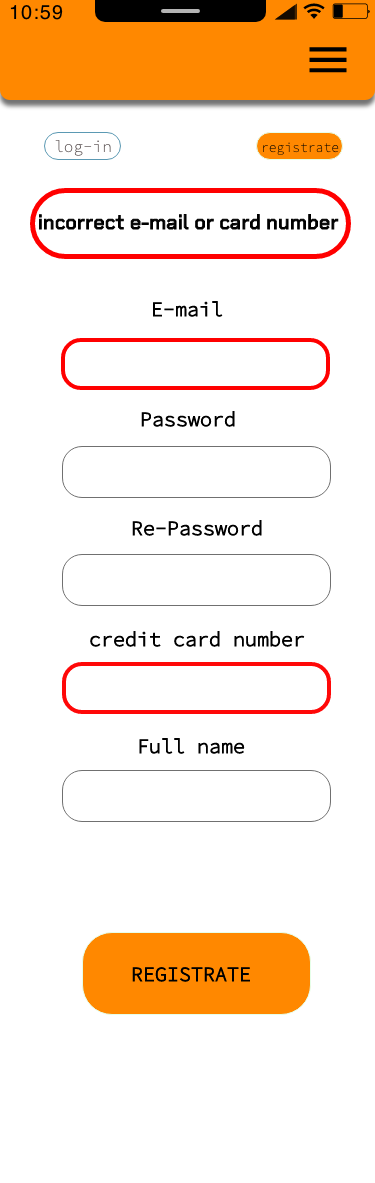 10:59
log-in
registrate
incorrect e-mail or card number
E-mail
Password
Re-Password
credit card number
Full name
REGISTRATE